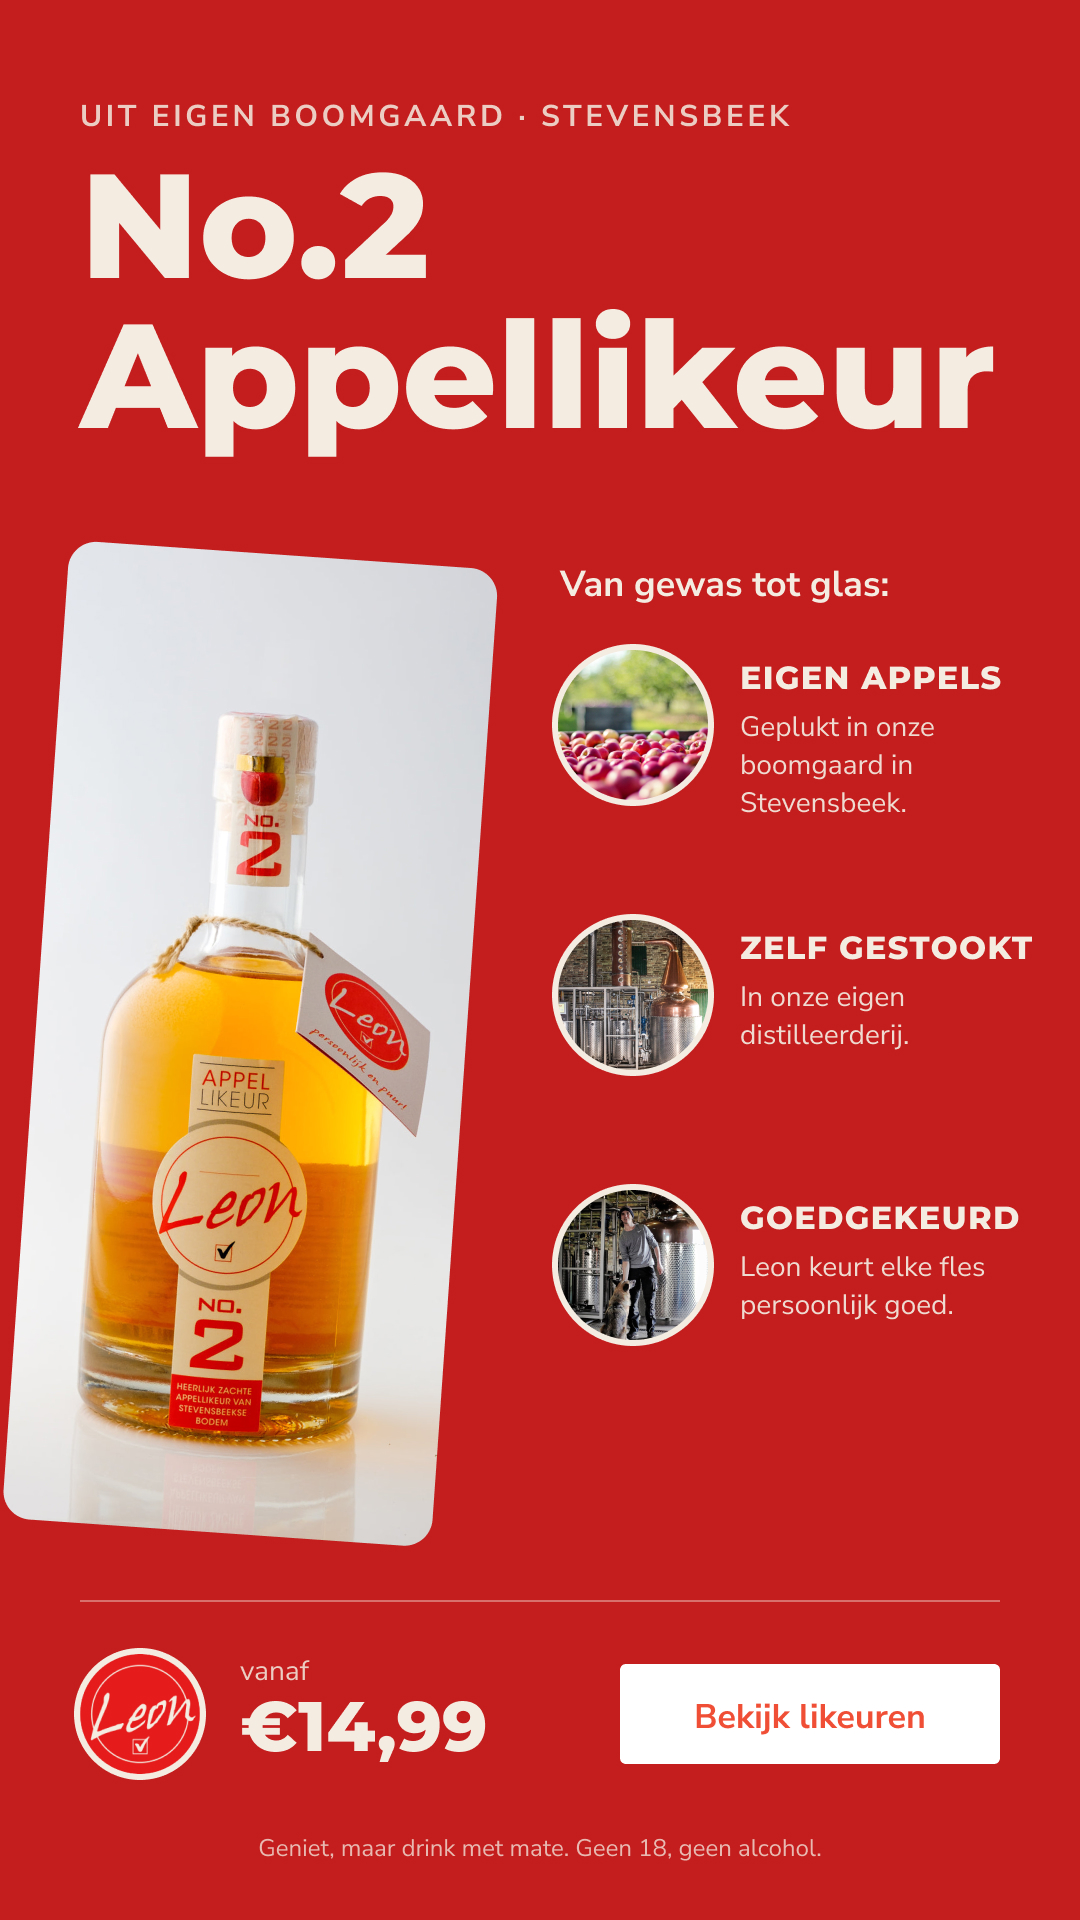 UIT EIGEN BOOMGAARD · STEVENSBEEK
No.2
Appellikeur
Van gewas tot glas:
EIGEN APPELS
Geplukt in onze
boomgaard in
Stevensbeek.
ZELF GESTOOKT
In onze eigen
distilleerderij.
GOEDGEKEURD
Leon keurt elke fles
persoonlijk goed.
NO.
2
Leon
persoonlijk en puur!
APPEL
LIKEUR
Leon
NO.
2
HEERLIJK ZACHTE
APPELLIKEUR VAN
STEVENSBEEKSE
BODEM
Leon
vanaf
€14,99
Bekijk likeuren
Geniet, maar drink met mate. Geen 18, geen alcohol.